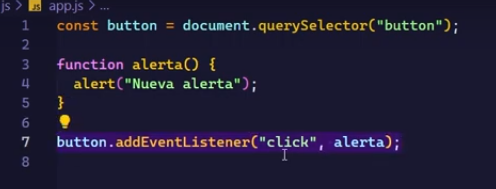 js > JS app.js > ...
1 const button = document.querySelector("button");
2
3 function alerta() {
4   alert("Nueva alerta");
5 }
6
7 button.addEventListener("click", alerta);
8